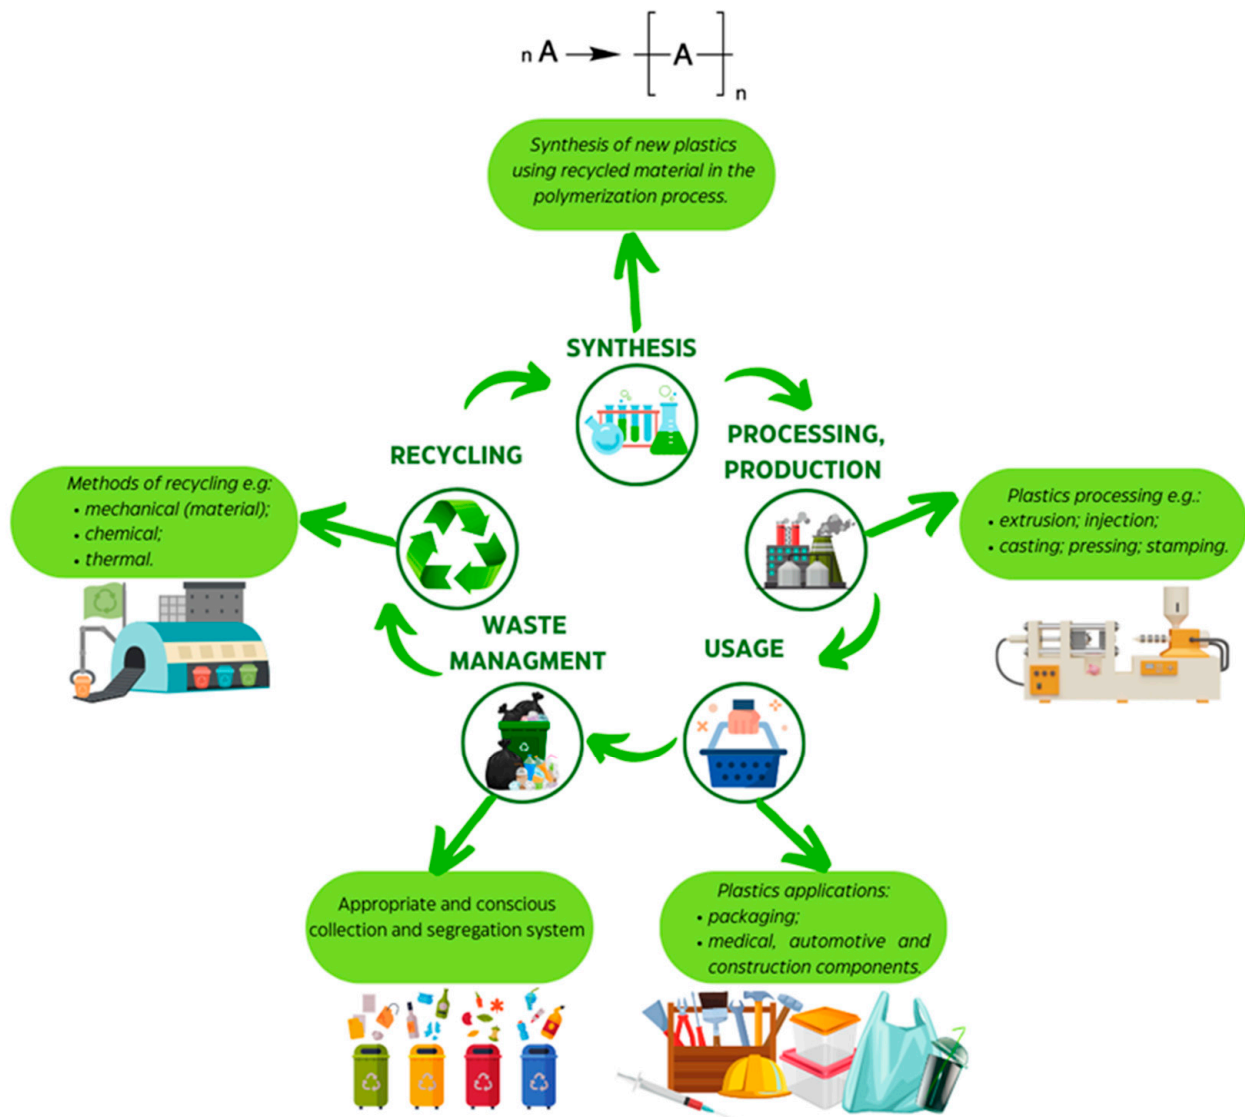 nA → [A]n
Synthesis of new plastics
using recycled material in the
polymerization process.
SYNTHESIS
PROCESSING,
PRODUCTION
RECYCLING
Methods of recycling e.g:
• mechanical (material);
• chemical;
• thermal.
Plastics processing e.g.:
• extrusion; injection;
• casting; pressing; stamping.
WASTE
MANAGMENT
USAGE
Appropriate and conscious
collection and segregation system
Plastics applications:
• packaging;
• medical, automotive and
construction components.